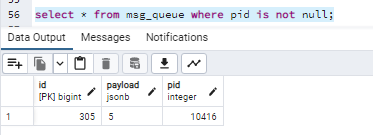 56 select * from msg_queue where pid is not null;
Data Output Messages Notifications
id payload pid
[PK] bigint jsonb integer
1 305 5 10416